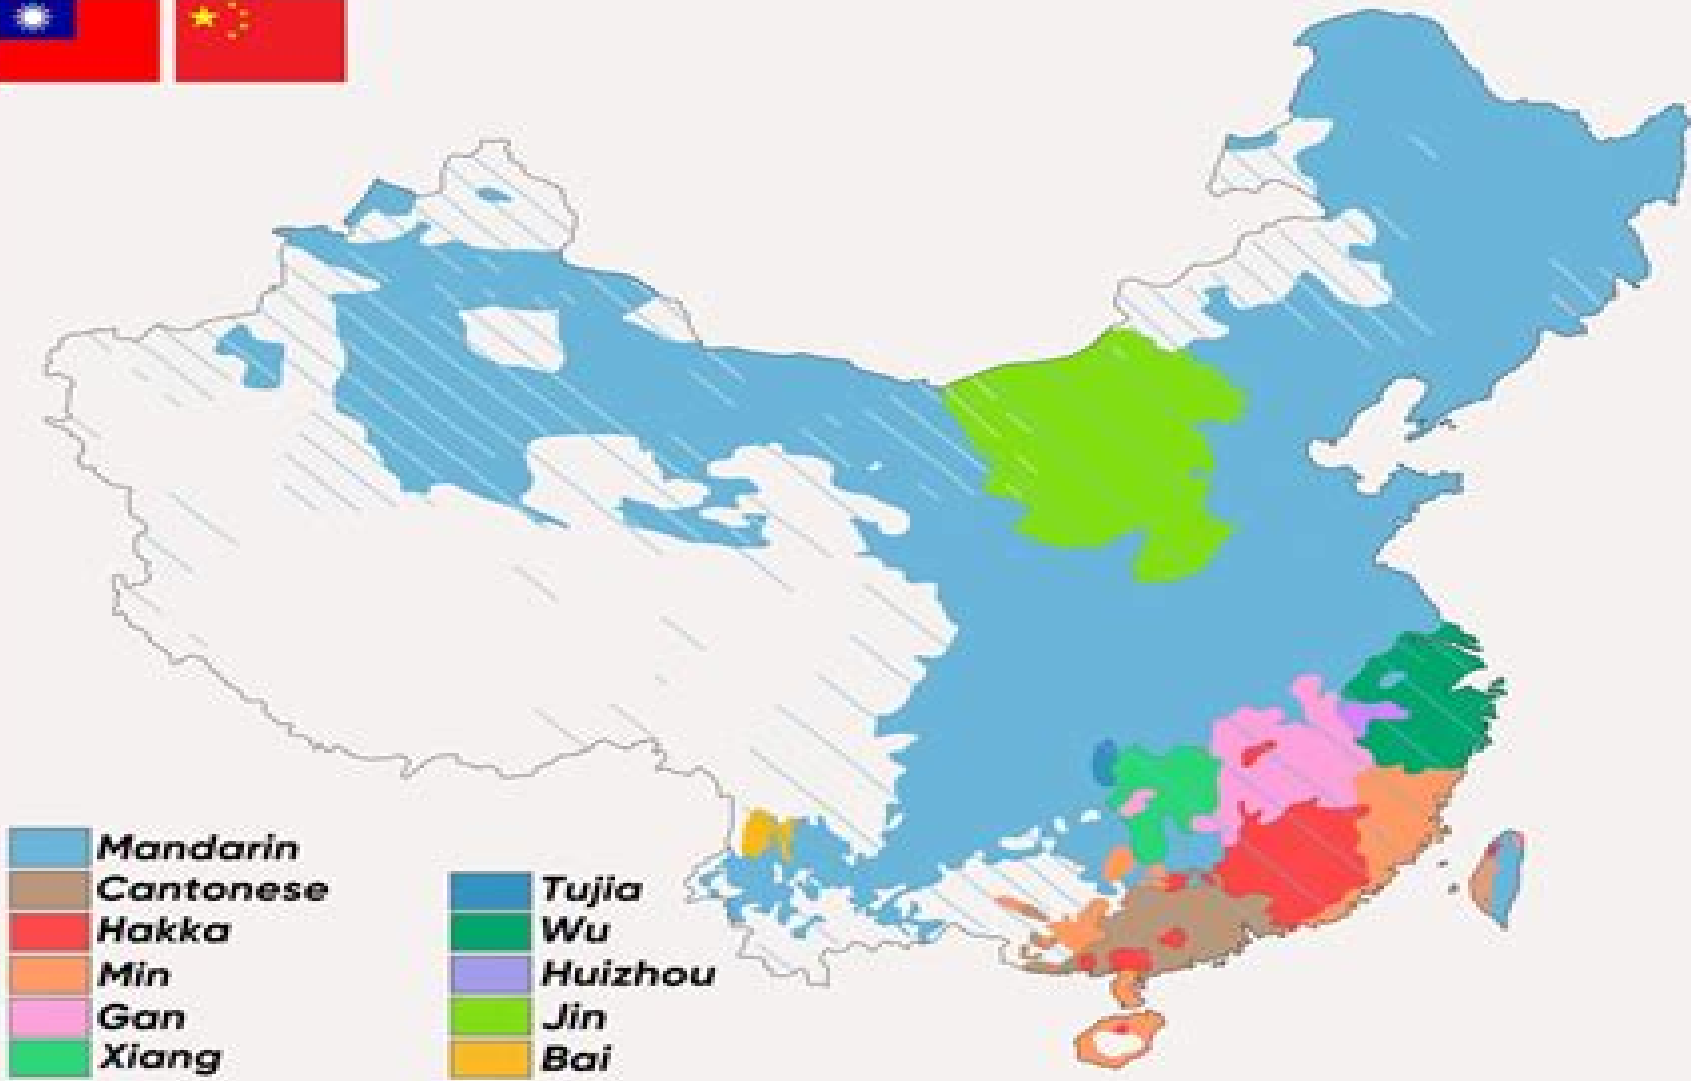 Mandarin
Cantonese
Hakka
Min
Gan
Xiang
Tujia
Wu
Huizhou
Jin
Bai